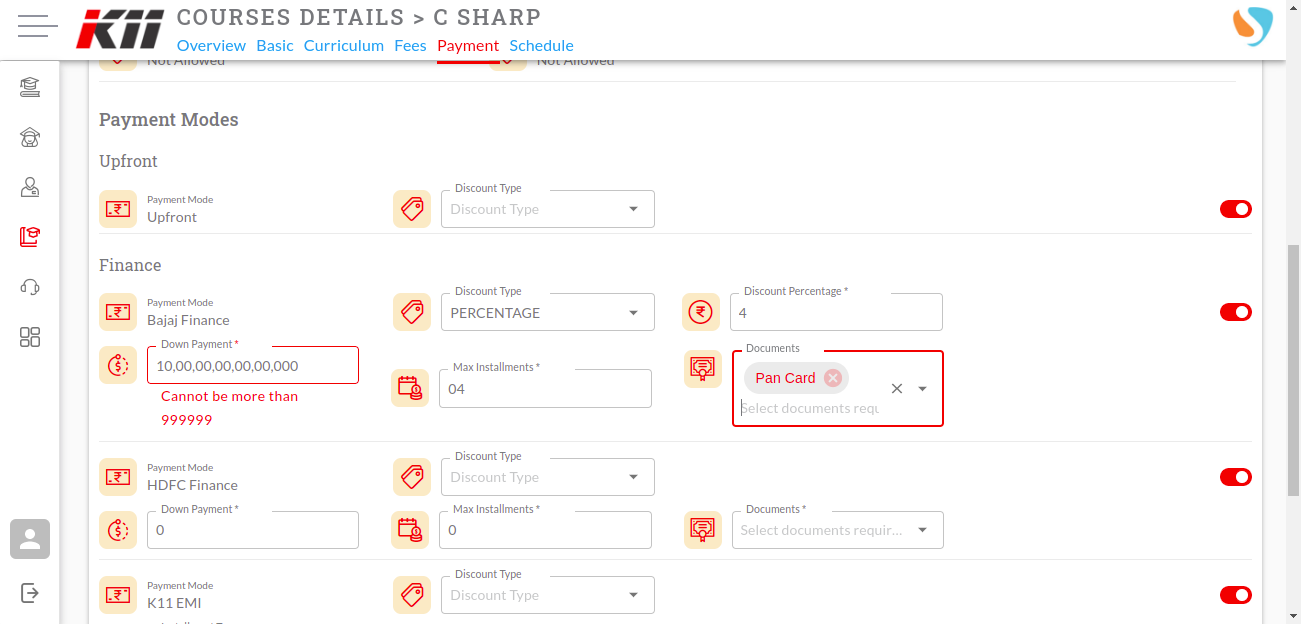 K11
COURSES DETAILS > C SHARP
Overview Basic Curriculum Fees Payment Schedule
Not Allowed Not Allowed
Payment Modes
Upfront
Payment Mode
Upfront
Discount Type
Discount Type
Finance
Payment Mode
Bajaj Finance
Discount Type
PERCENTAGE
Discount Percentage *
4
Down Payment *
10,00,00,00,00,00,000
Cannot be more than
999999
Max Installments *
04
Documents
Pan Card
Select documents requ
Payment Mode
HDFC Finance
Discount Type
Discount Type
Down Payment *
0
Max Installments *
0
Documents *
Select documents requir...
Payment Mode
K11 EMI
Discount Type
Discount Type